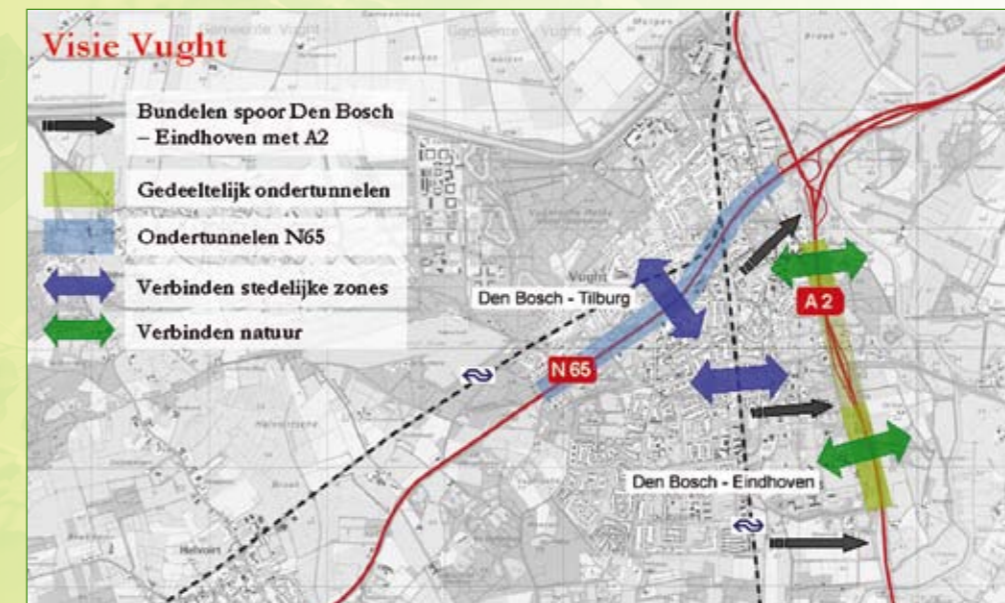 Visie Vught
Bundelen spoor Den Bosch
– Eindhoven met A2
Gedeeltelijk ondertunnelen
Ondertunnelen N65
Verbinden stedelijke zones
Verbinden natuur
Vught
Den Bosch - Tilburg
A 2
N 65
Den Bosch - Eindhoven
Helvoirt